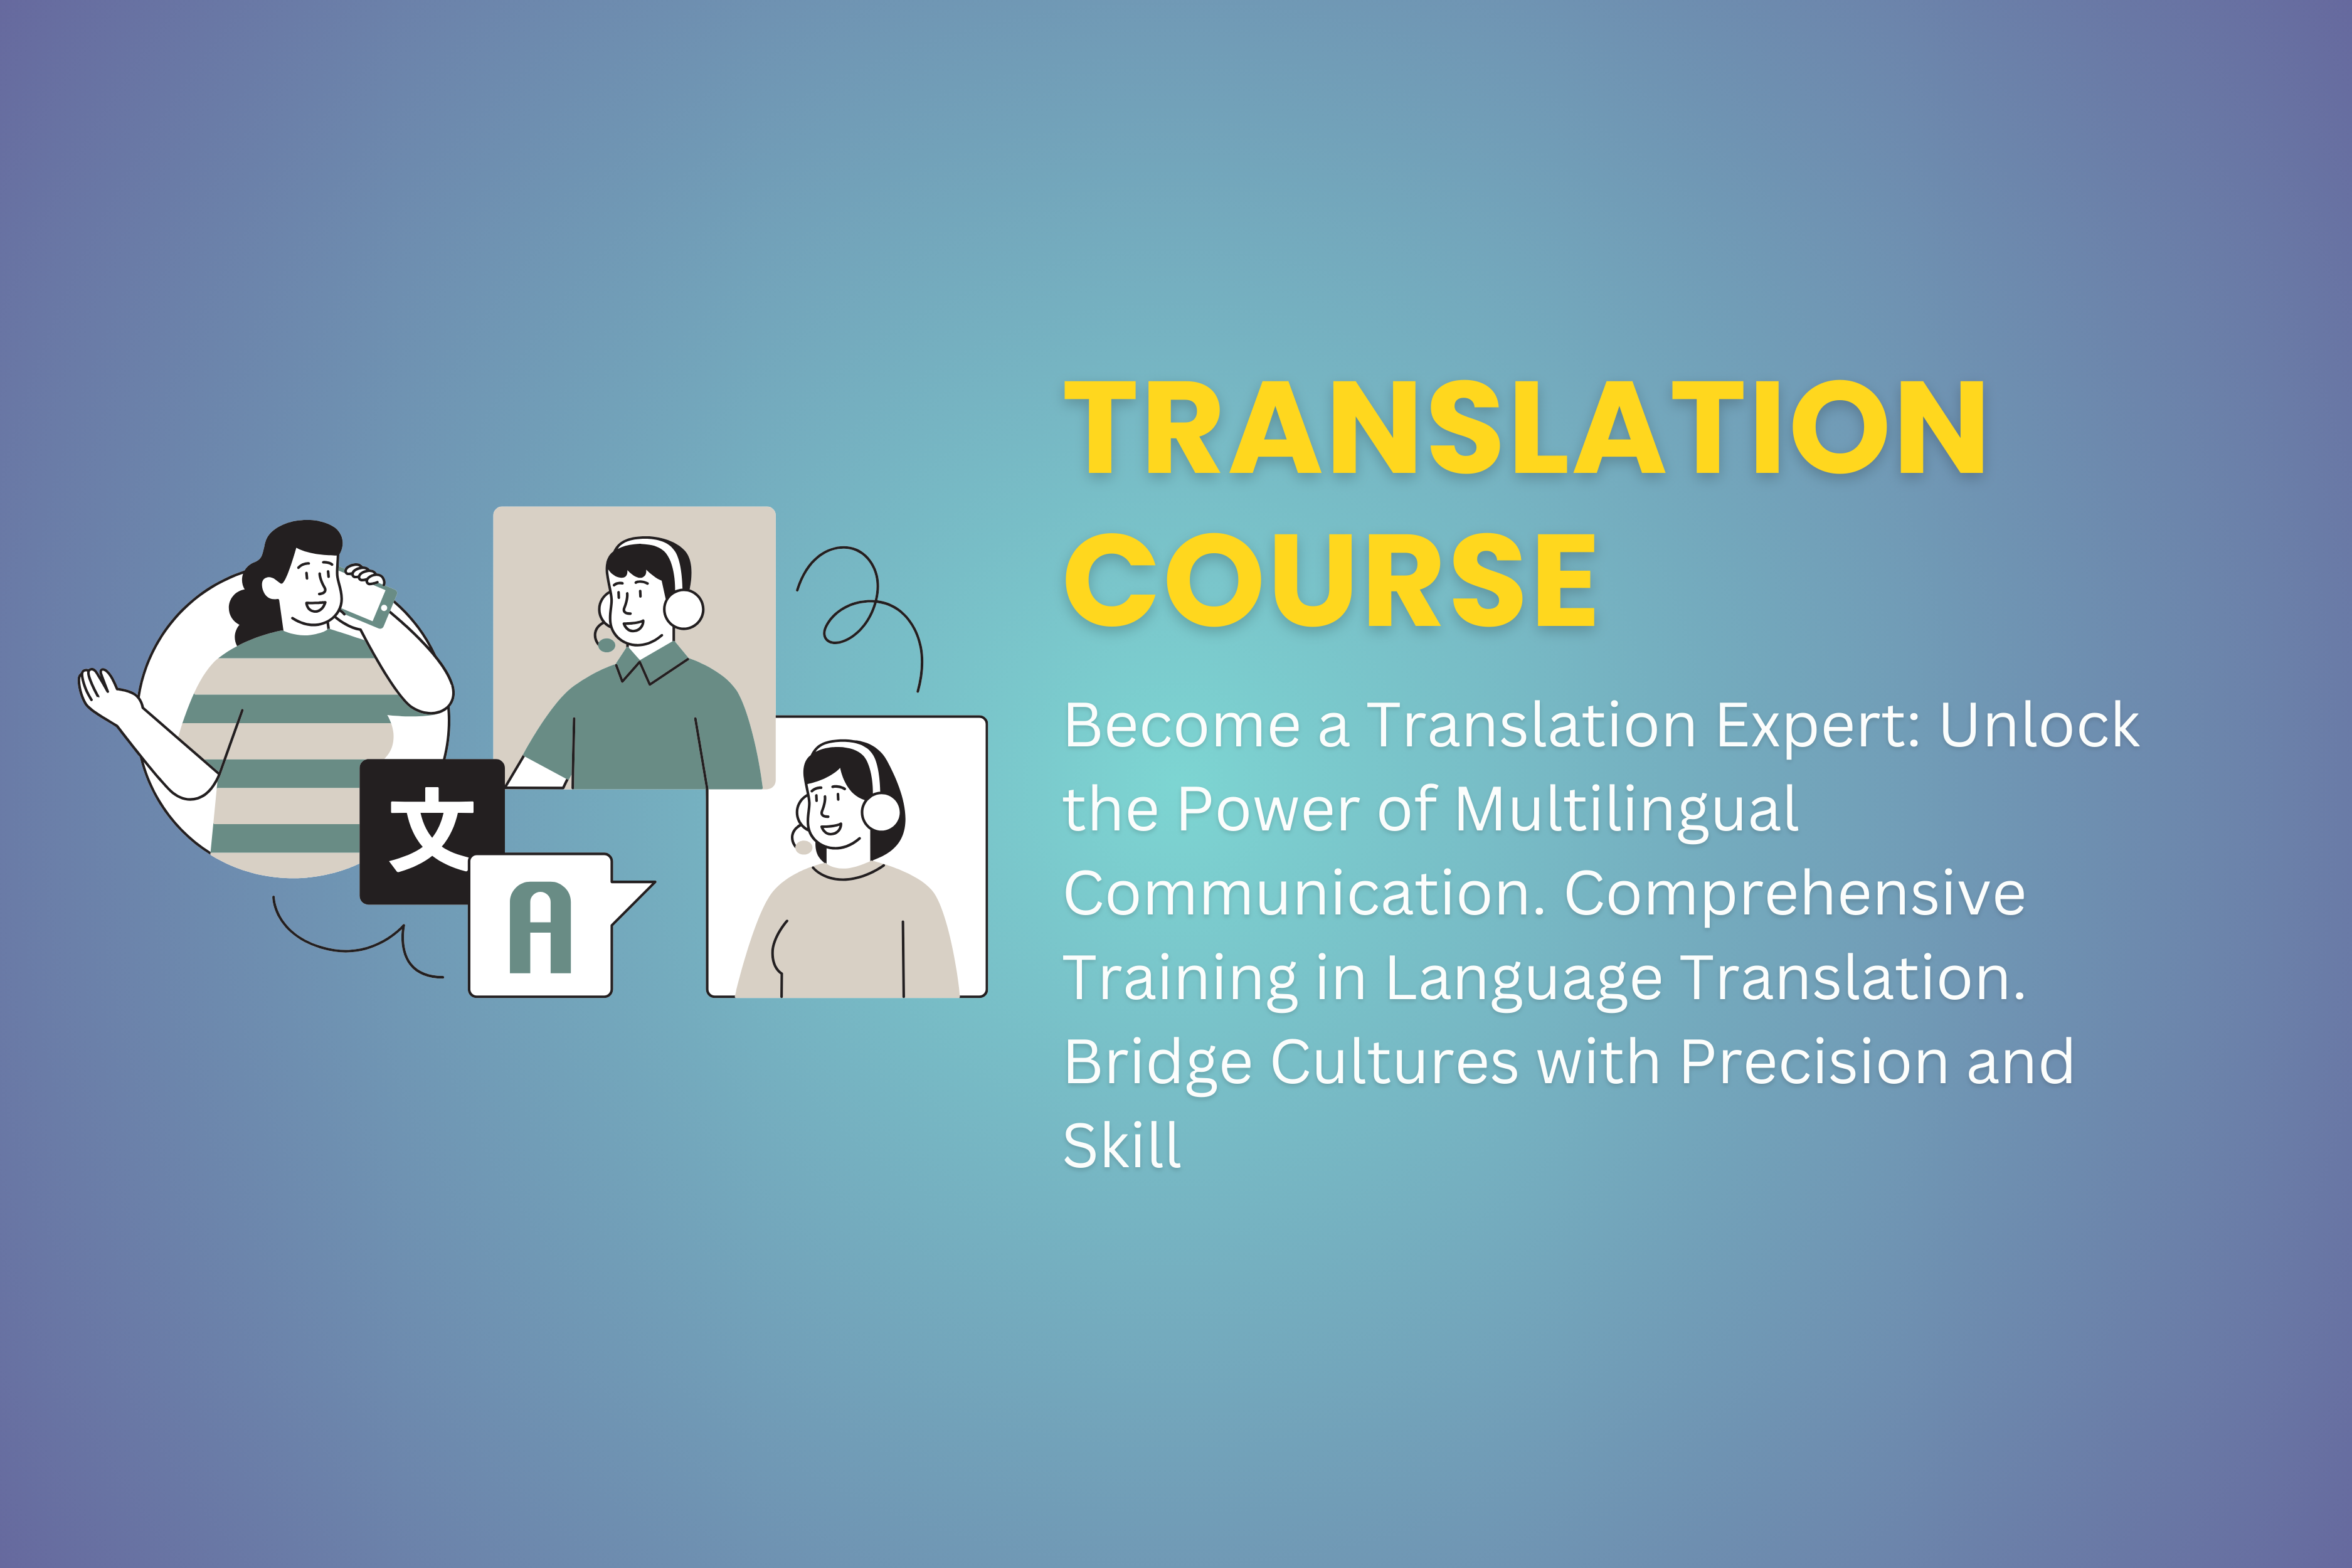 TRANSLATION
COURSE
Become a Translation Expert: Unlock
the Power of Multilingual
Communication. Comprehensive
Training in Language Translation.
Bridge Cultures with Precision and
Skill
文
A